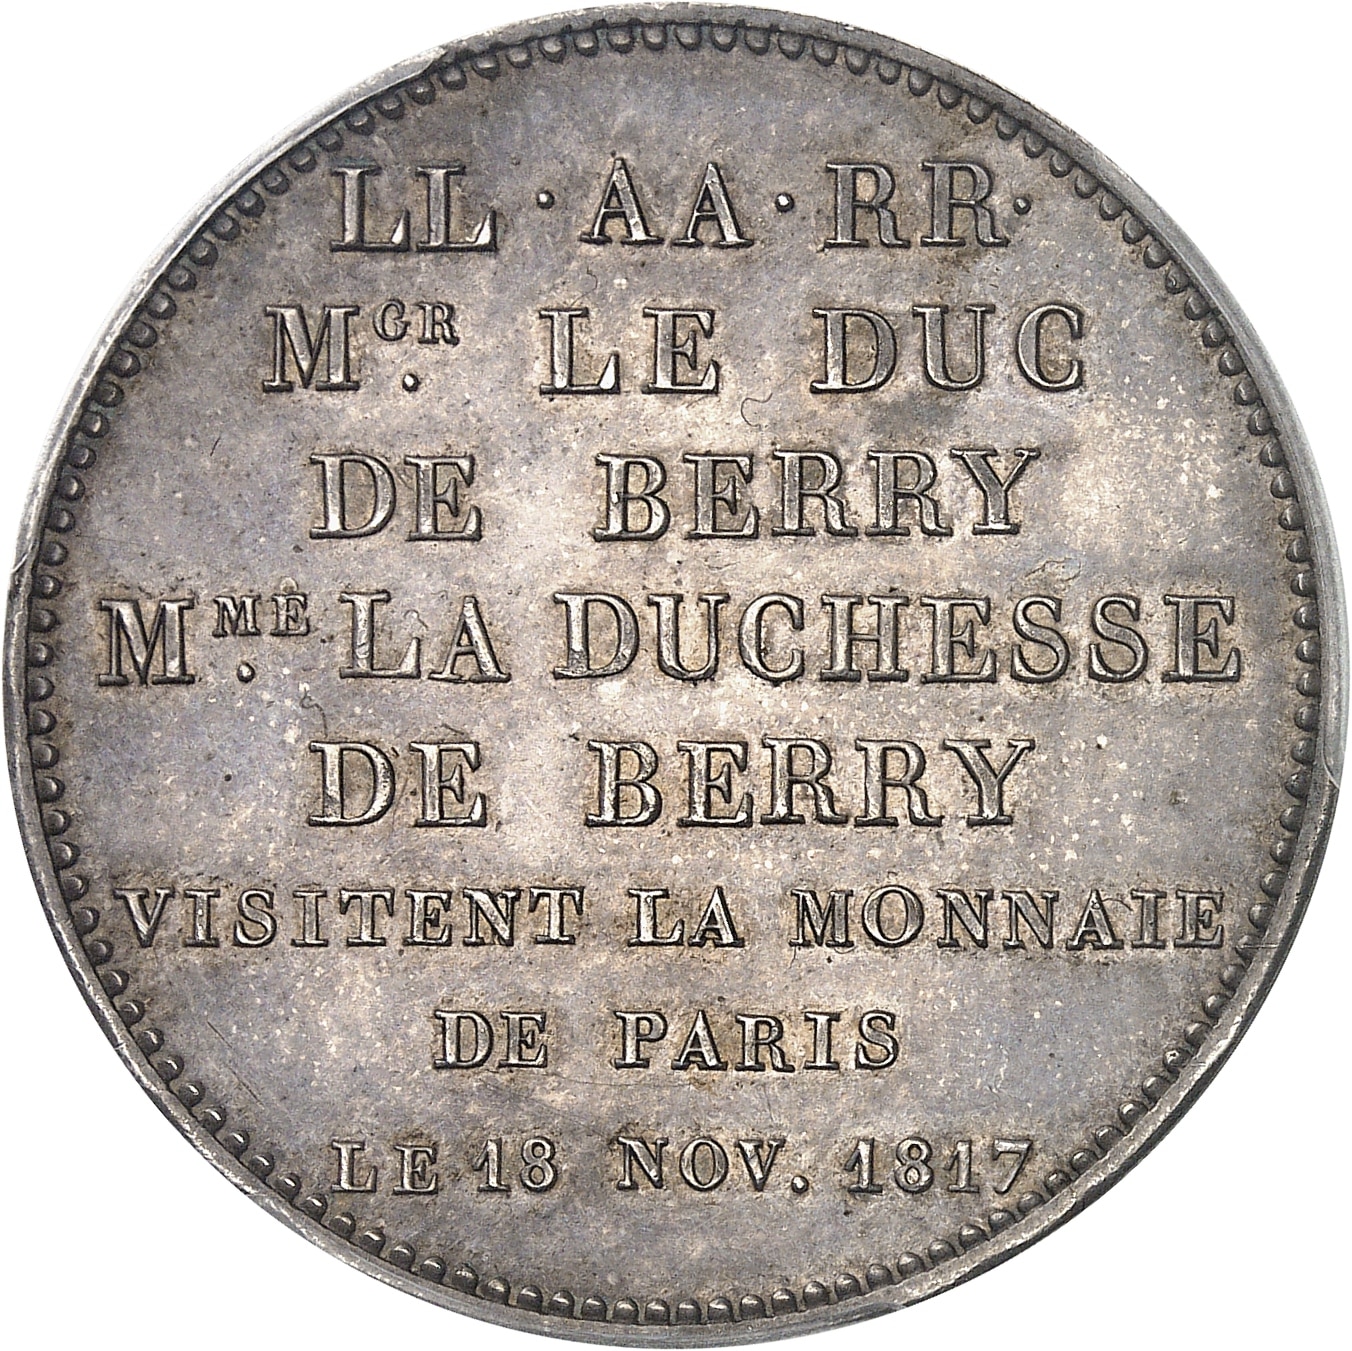 LL·AA·RR·
MGR. LE DUC
DE BERRY
MME. LA DUCHESSE
DE BERRY
VISITENT LA MONNAIE
DE PARIS
LE 18 NOV. 1817